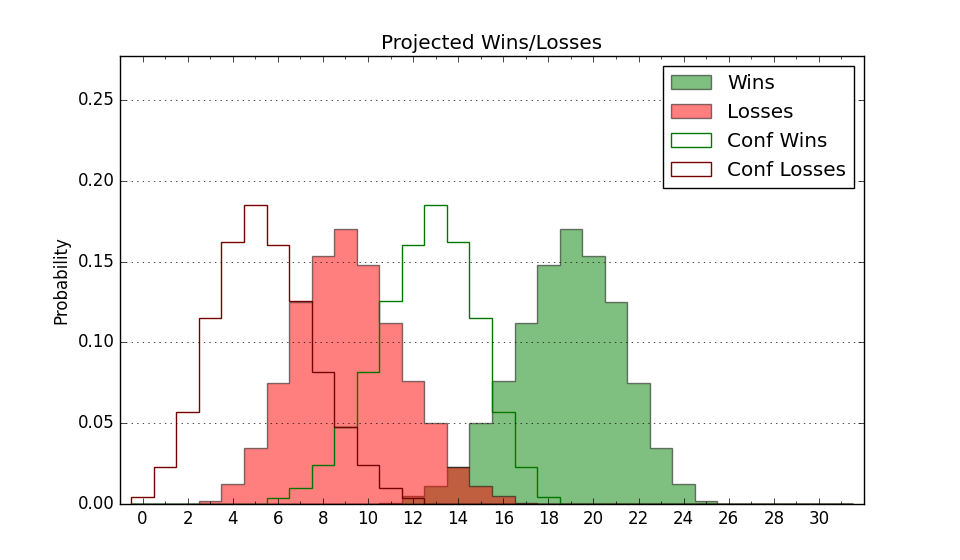 Projected Wins/Losses
Wins
Losses
Conf Wins
Conf Losses
Probability
0.25
0.20
0.15
0.10
0.05
0.00
0 2 4 6 8 10 12 14 16 18 20 22 24 26 28 30